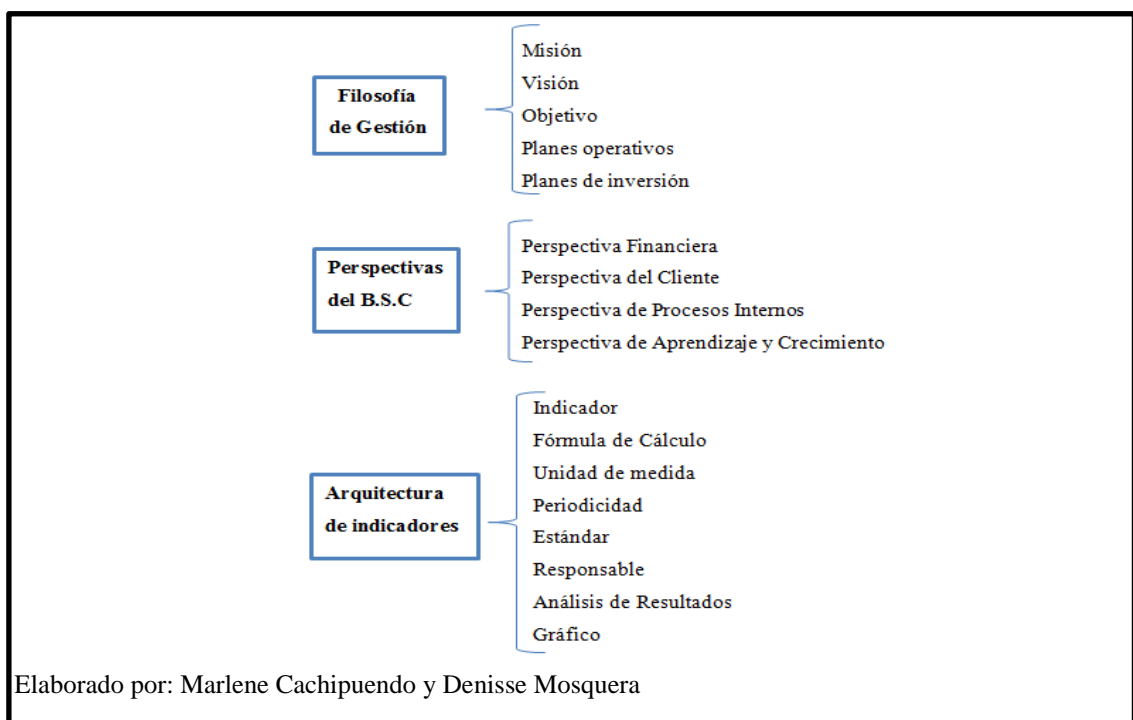 Filosofía
de Gestión
Misión
Visión
Objetivo
Planes operativos
Planes de inversión
Perspectivas
del B.S.C
Perspectiva Financiera
Perspectiva del Cliente
Perspectiva de Procesos Internos
Perspectiva de Aprendizaje y Crecimiento
Arquitectura
de indicadores
Indicador
Fórmula de Cálculo
Unidad de medida
Periodicidad
Estándar
Responsable
Análisis de Resultados
Gráfico
Elaborado por: Marlene Cachipuendo y Denisse Mosquera